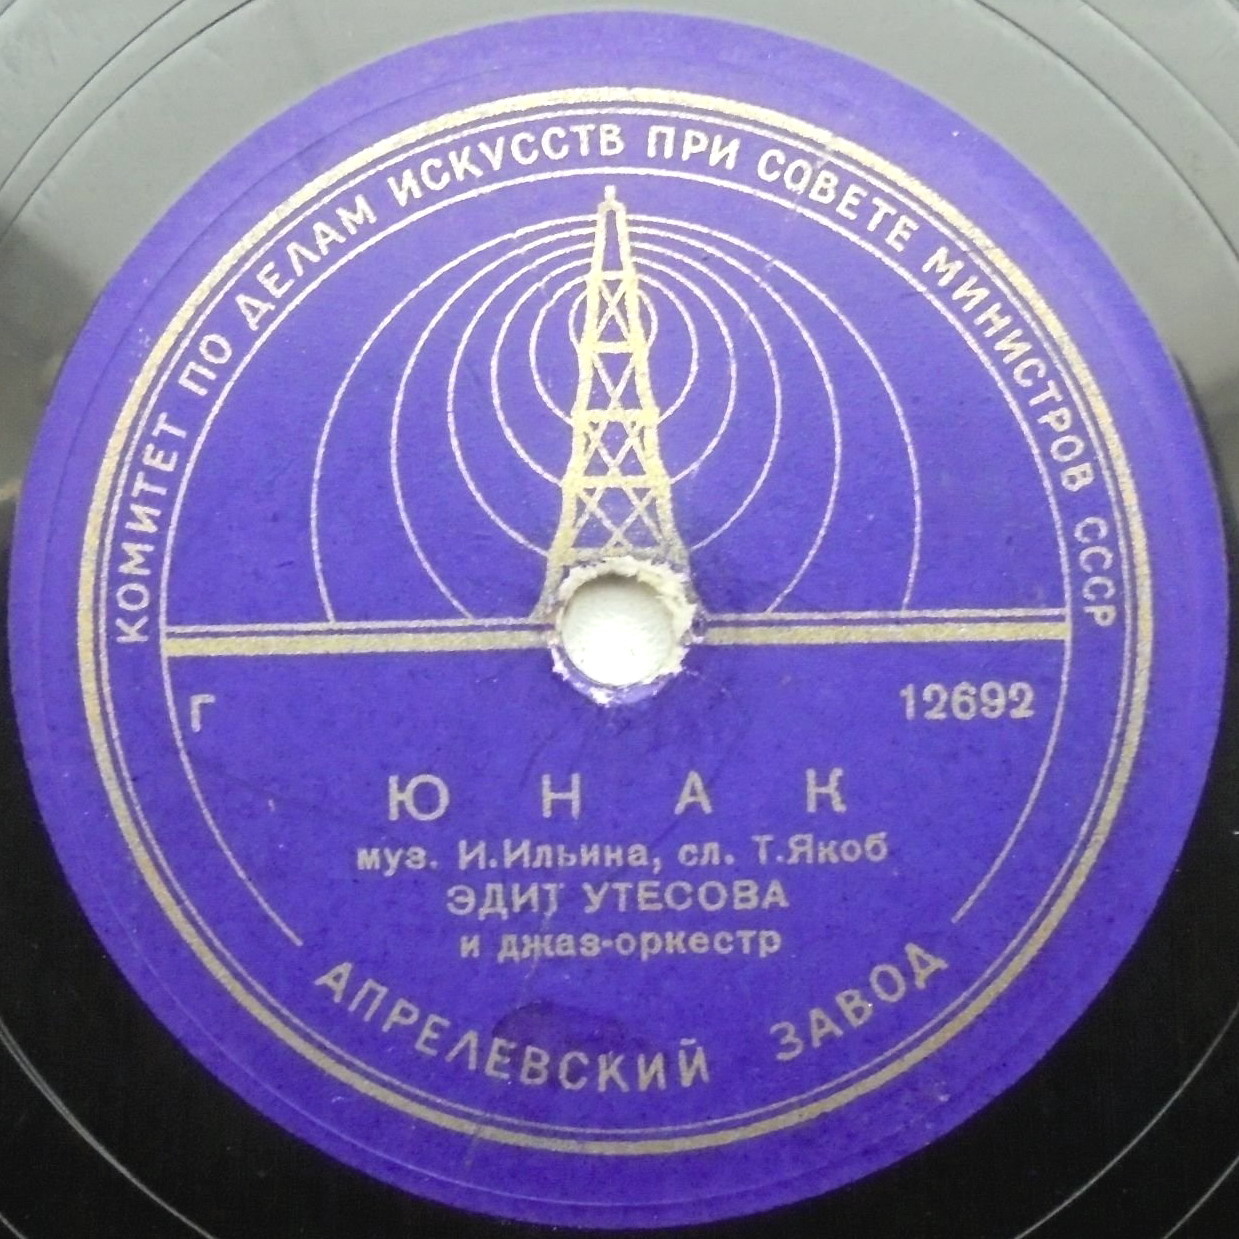 КОМИТЕТ ПО ДЕЛАМ ИСКУССТВ ПРИ СОВЕТЕ МИНИСТРОВ СССР
Г 12692
ЮНАК
муз. И.Ильина, сл. Т.Якоб
ЭДИТ УТЕСОВА
и джаз-оркестр
АПРЕЛЕВСКИЙ ЗАВОД